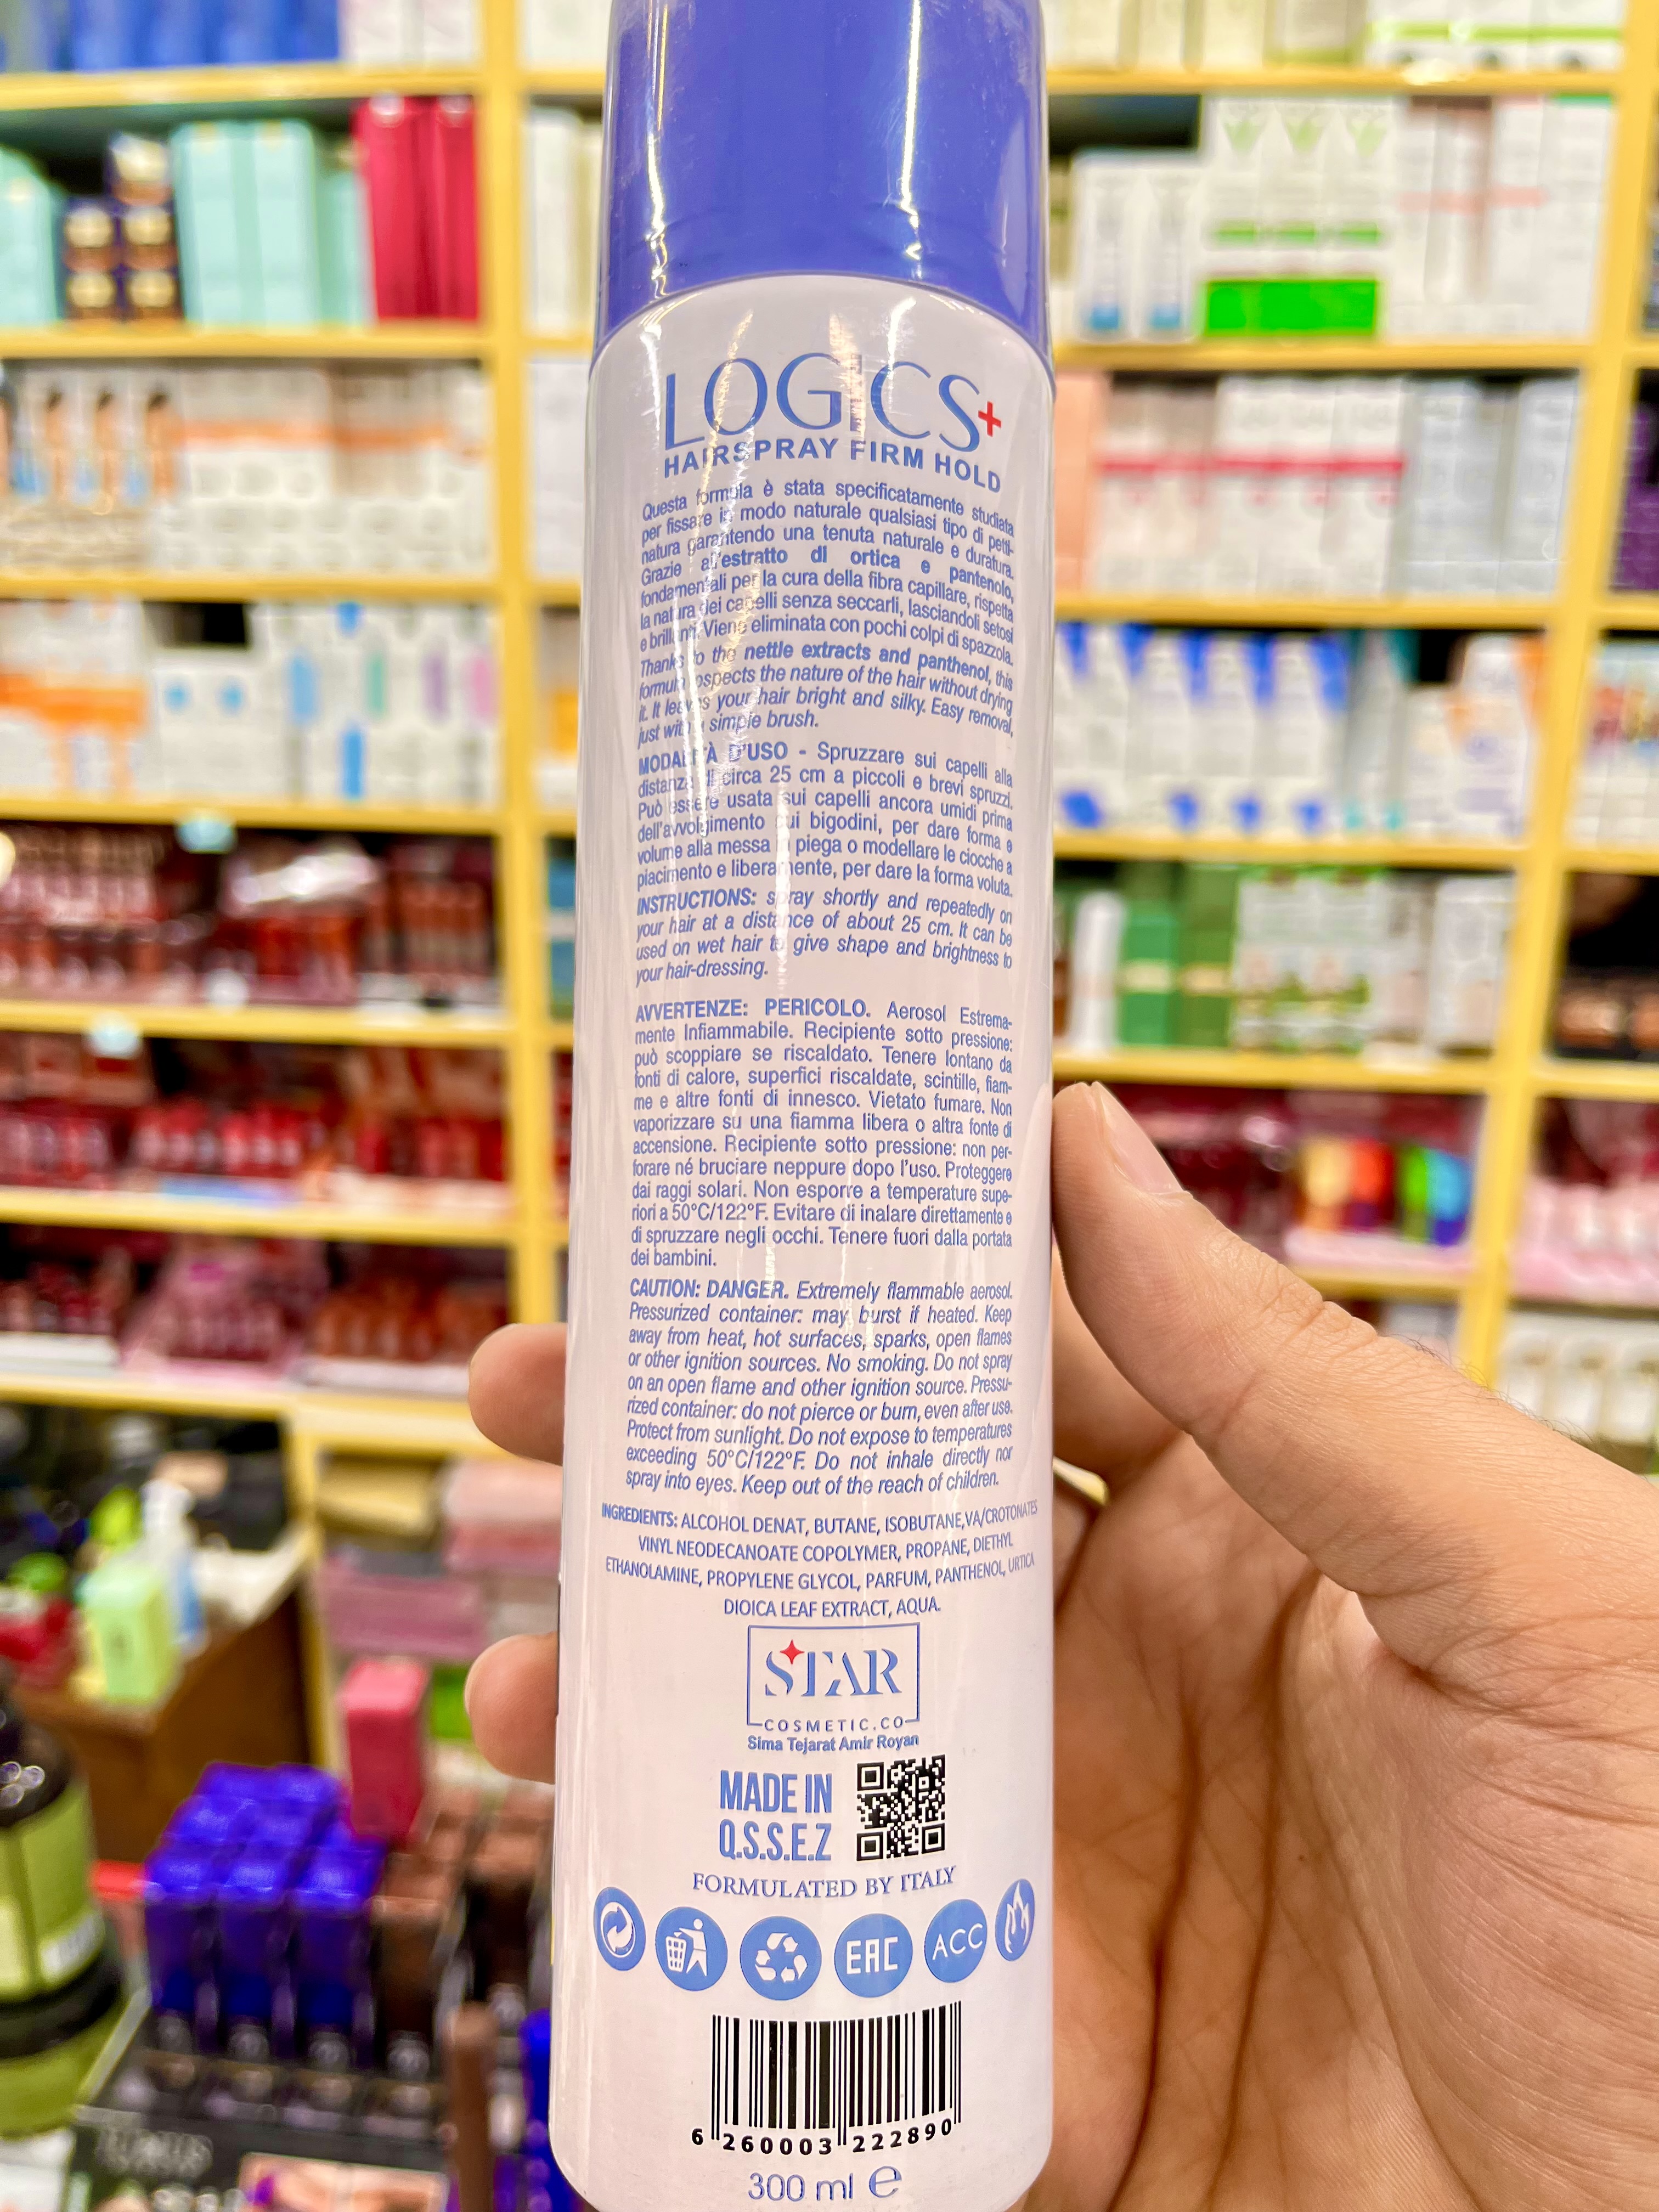 LOGICS+
HAIRSPRAY FIRM HOLD
Questa formula è stata specificatamente studiata
per fissare in modo naturale qualsiasi tipo di petti-
natura garantendo una tenuta naturale e duratura.
Grazie all'estratto di ortica e pantenolo,
fondamentali per la cura della fibra capillare, rispetta
la natura dei capelli senza seccarli, lasciandoli setosi
e brillanti. Viene eliminata con pochi colpi di spazzola.
Thanks to the nettle extracts and panthenol, this
formula respects the nature of the hair without drying
it. It leaves your hair bright and silky. Easy removal,
just with a simple brush.
MODALITÀ D'USO - Spruzzare sui capelli alla
distanza di circa 25 cm a piccoli e brevi spruzzi.
Può essere usata sui capelli ancora umidi prima
dell'avvolgimento sui bigodini, per dare forma e
volume alla messa in piega o modellare le ciocche a
piacimento e liberamente, per dare la forma voluta.
INSTRUCTIONS: spray shortly and repeatedly on
your hair at a distance of about 25 cm. It can be
used on wet hair to give shape and brightness to
your hair-dressing.
AVVERTENZE: PERICOLO. Aerosol Estrema-
mente Infiammabile. Recipiente sotto pressione:
può scoppiare se riscaldato. Tenere lontano da
fonti di calore, superfici riscaldate, scintille, fiam-
me e altre fonti di innesco. Vietato fumare. Non
vaporizzare su una fiamma libera o altra fonte di
accensione. Recipiente sotto pressione: non per-
forare né bruciare neppure dopo l'uso. Proteggere
dai raggi solari. Non esporre a temperature supe-
riori a 50°C/122°F. Evitare di inalare direttamente e
di spruzzare negli occhi. Tenere fuori dalla portata
dei bambini.
CAUTION: DANGER. Extremely flammable aerosol.
Pressurized container: may burst if heated. Keep
away from heat, hot surfaces, sparks, open flames
or other ignition sources. No smoking. Do not spray
on an open flame and other ignition source. Pressu-
rized container: do not pierce or burn, even after use.
Protect from sunlight. Do not expose to temperatures
exceeding 50°C/122°F. Do not inhale directly nor
spray into eyes. Keep out of the reach of children.
INGREDIENTS: ALCOHOL DENAT, BUTANE, ISOBUTANE,VA/CROTONATES
VINYL NEODECANOATE COPOLYMER, PROPANE, DIETHYL
ETHANOLAMINE, PROPYLENE GLYCOL, PARFUM, PANTHENOL, URTICA
DIOICA LEAF EXTRACT, AQUA.
STAR
COSMETIC.CO
Sima Tejarat Amir Royan
MADE IN
Q.S.S.E.Z
FORMULATED BY ITALY
EAC
ACC
6 260003 222890
300 ml e